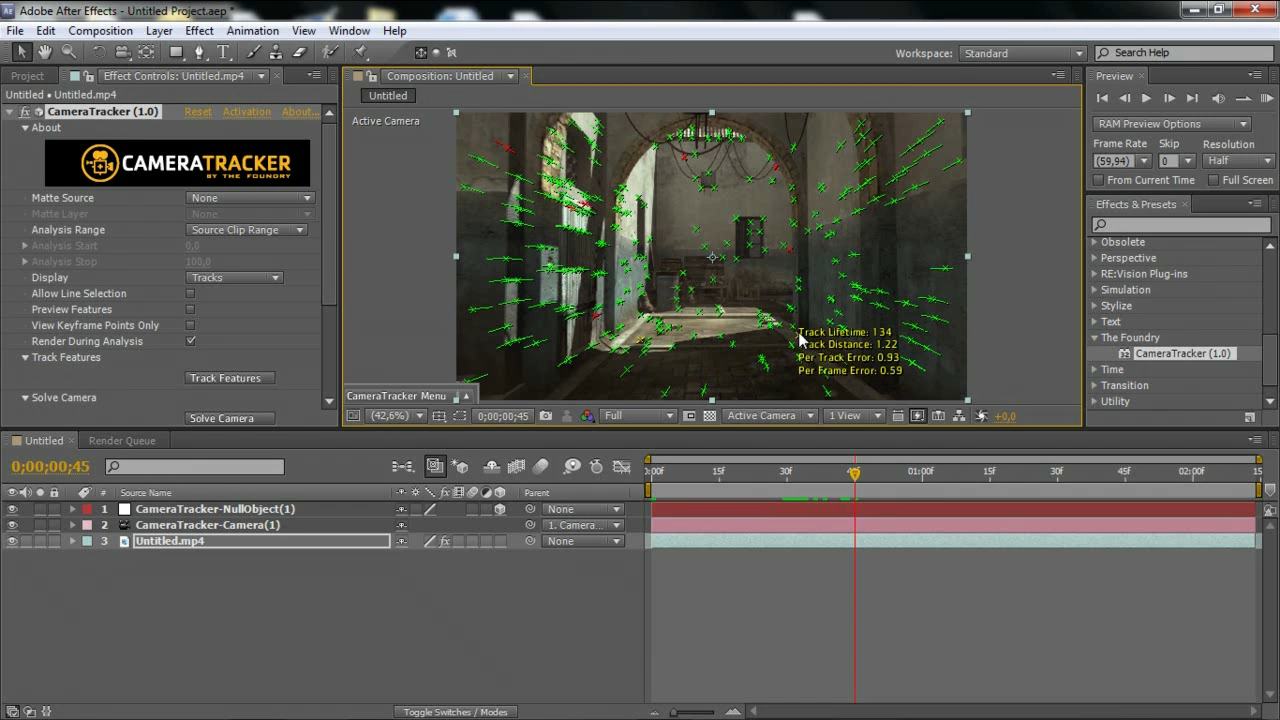 Adobe After Effects - Untitled Project.aep *
File Edit Composition Layer Effect Animation View Window Help
Workspace: Standard Search Help
Project Effect Controls: Untitled.mp4
Untitled • Untitled.mp4
CameraTracker (1.0) Reset Activation About...
About
CAMERATRACKER
BY THE FOUNDRY
Matte Source None
Matte Layer None
Analysis Range Source Clip Range
Analysis Start 0,0
Analysis Stop 100,0
Display Tracks
Allow Line Selection
Preview Features
View Keyframe Points Only
Render During Analysis
Track Features
Track Features
Solve Camera
Solve Camera
Composition: Untitled
Untitled
Active Camera
Track Lifetime: 134
Track Distance: 1.22
Per Track Error: 0.93
Per Frame Error: 0.59
CameraTracker Menu
(42,6%) 0;00;00;45 Full Active Camera 1 View +0,0
Preview
RAM Preview Options
Frame Rate Skip Resolution
(59,94) 0 Half
From Current Time Full Screen
Effects & Presets
Obsolete
Perspective
RE:Vision Plug-ins
Simulation
Stylize
Text
The Foundry
CameraTracker (1.0)
Time
Transition
Utility
Untitled Render Queue
0;00;00;45
:00f 15f 30f 45f 01:00f 15f 30f 45f 02:00f 15
# Source Name Parent
1 CameraTracker-NullObject(1) None
2 CameraTracker-Camera(1) 1. Camera...
3 Untitled.mp4 None
Toggle Switches / Modes